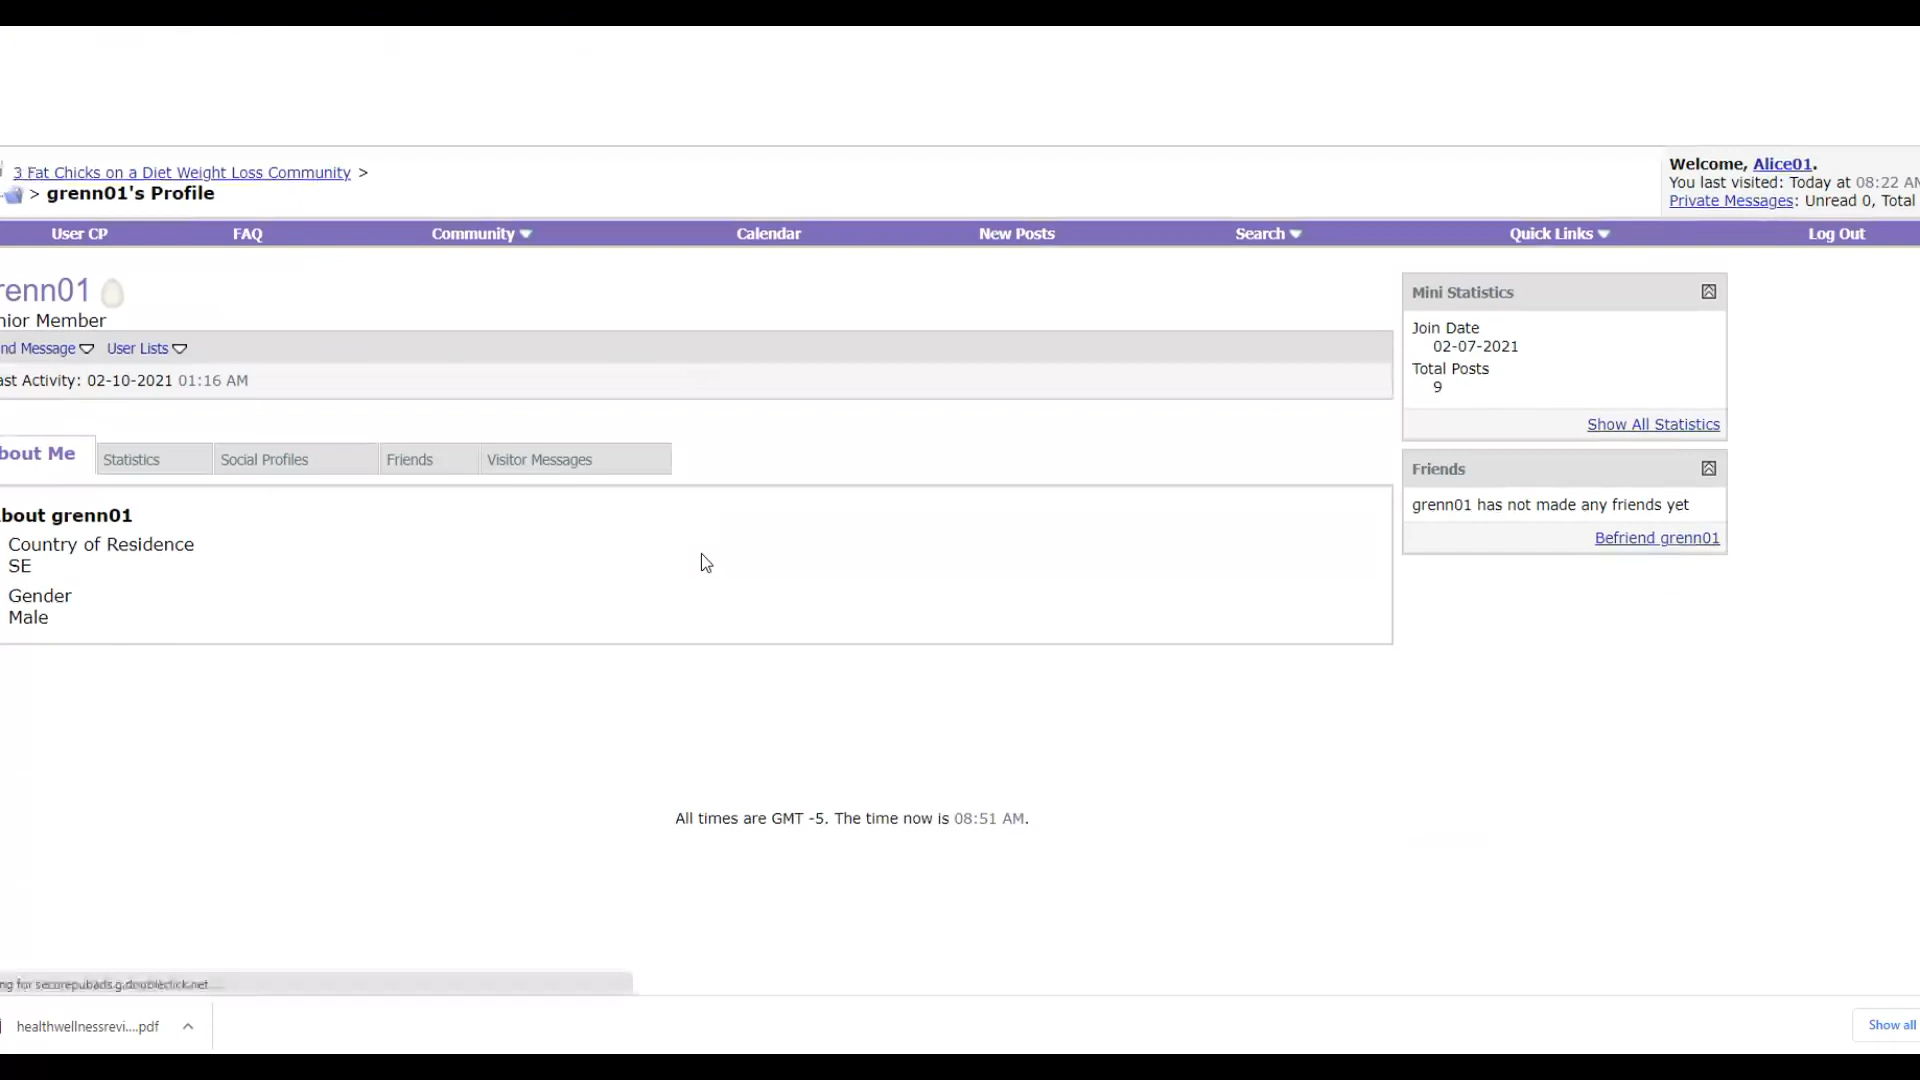 3 Fat Chicks on a Diet Weight Loss Community >
> grenn01's Profile
Welcome, Alice01.
You last visited: Today at 08:22 AM
Private Messages: Unread 0, Total
User CP FAQ Community Calendar New Posts Search Quick Links Log Out
renn01
nior Member
nd Message User Lists
ast Activity: 02-10-2021 01:16 AM
bout Me Statistics Social Profiles Friends Visitor Messages
bout grenn01
Country of Residence
SE
Gender
Male
Mini Statistics
Join Date
02-07-2021
Total Posts
9
Show All Statistics
Friends
grenn01 has not made any friends yet
Befriend grenn01
All times are GMT -5. The time now is 08:51 AM.
ng for securepubads.g.doubleclick.net...
healthwellnessrevi....pdf
Show all